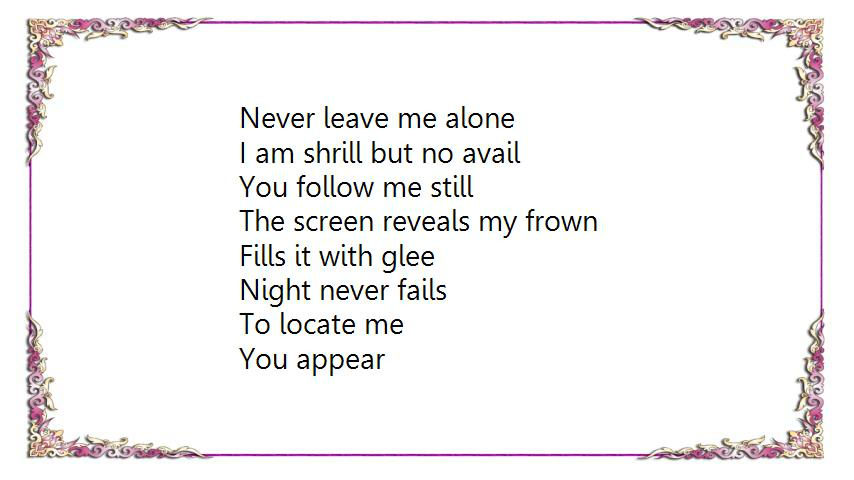 Never leave me alone
I am shrill but no avail
You follow me still
The screen reveals my frown
Fills it with glee
Night never fails
To locate me
You appear